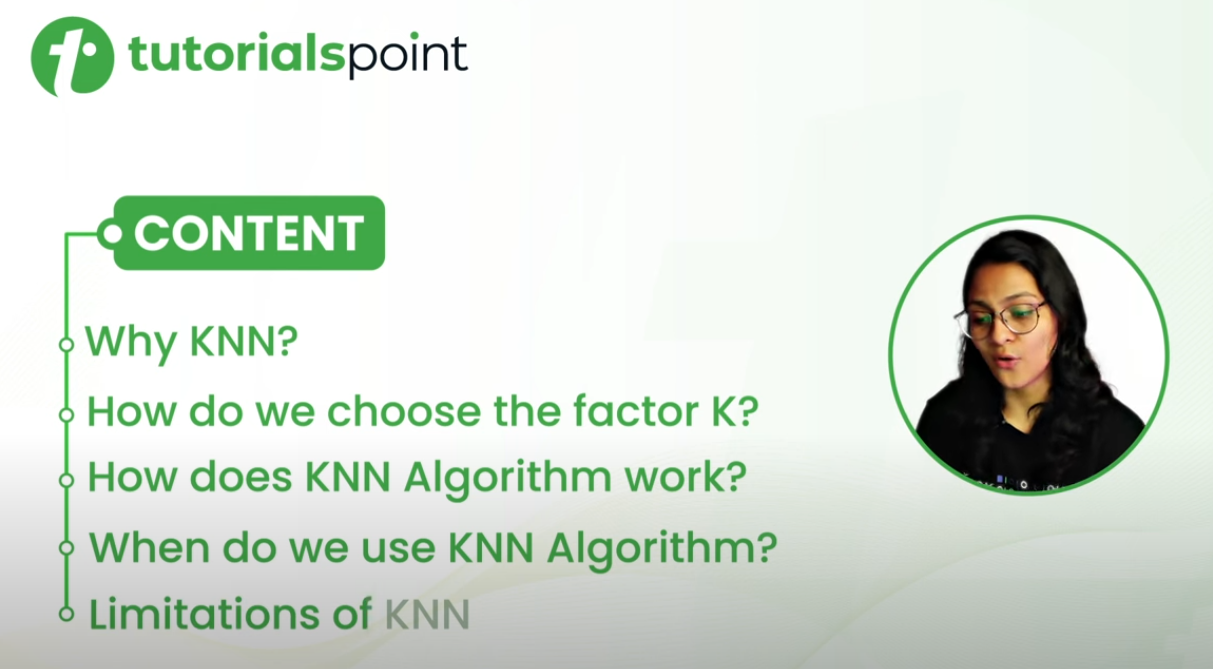 tutorialspoint
CONTENT
Why KNN?
How do we choose the factor K?
How does KNN Algorithm work?
When do we use KNN Algorithm?
Limitations of KNN